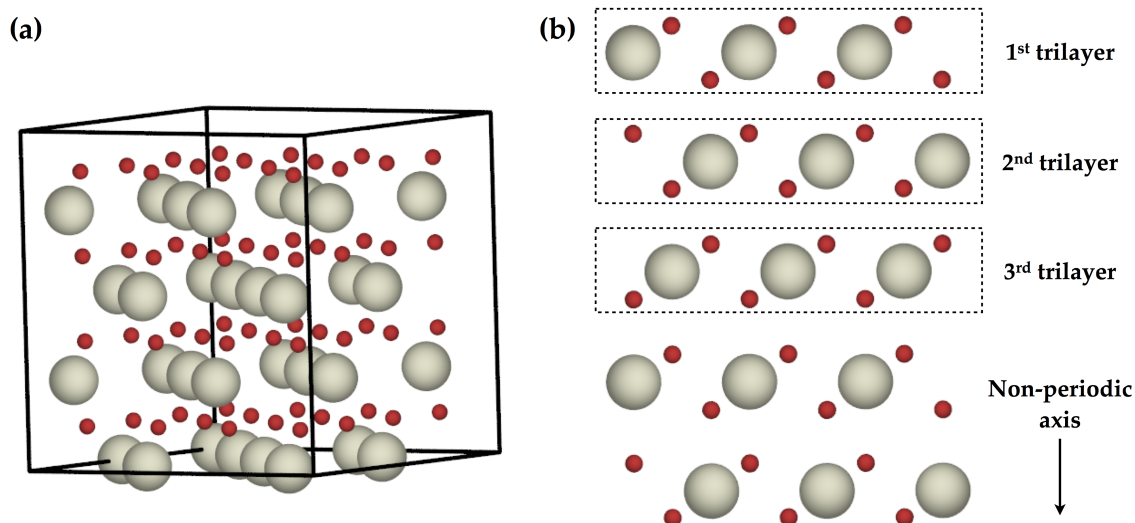 (a)
(b)
1st trilayer
2nd trilayer
3rd trilayer
Non-periodic
axis